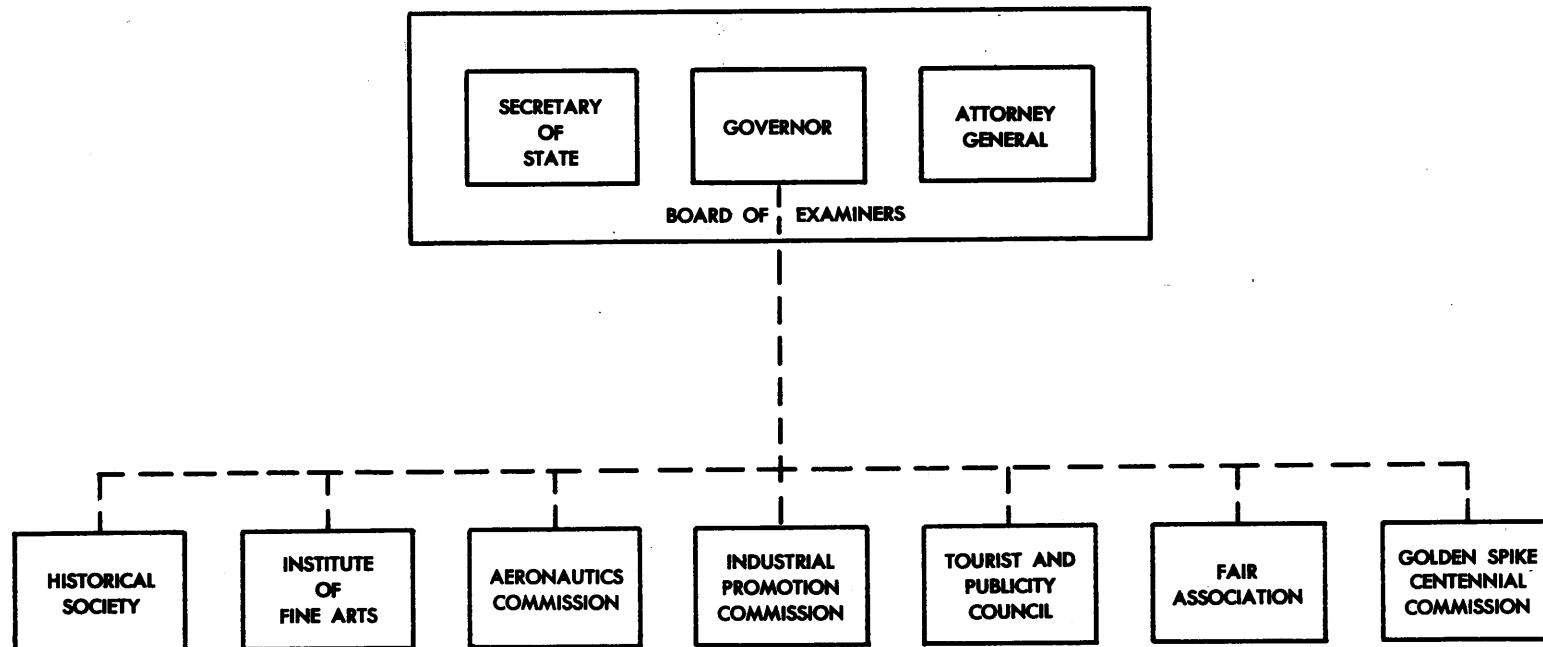 SECRETARY
OF
STATE
GOVERNOR
ATTORNEY
GENERAL
BOARD OF EXAMINERS
HISTORICAL
SOCIETY
INSTITUTE
OF
FINE ARTS
AERONAUTICS
COMMISSION
INDUSTRIAL
PROMOTION
COMMISSION
TOURIST AND
PUBLICITY
COUNCIL
FAIR
ASSOCIATION
GOLDEN SPIKE
CENTENNIAL
COMMISSION